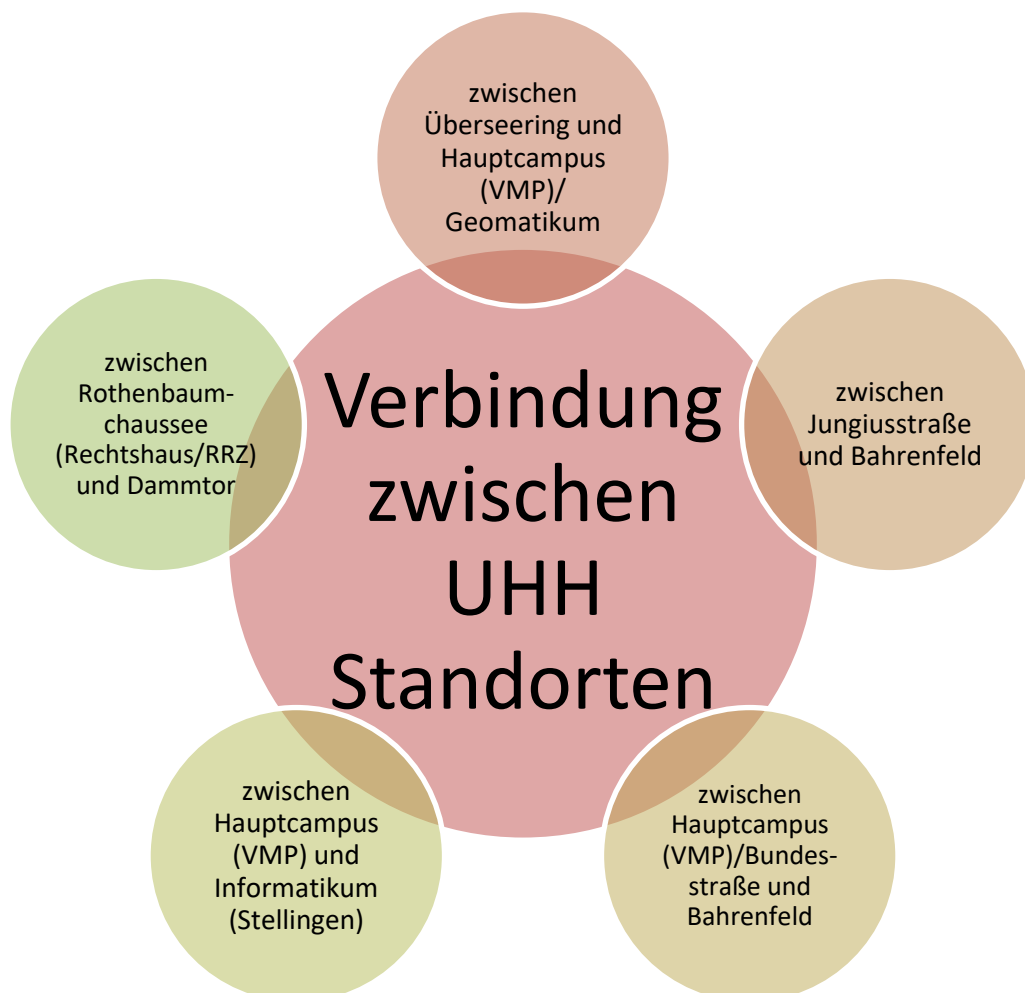 zwischen
Überseering und
Hauptcampus
(VMP)/
Geomatikum
zwischen
Rothenbaum-
chaussee
(Rechtshaus/RRZ)
und Dammtor
Verbindung
zwischen
UHH
Standorten
zwischen
Jungiusstraße
und Bahrenfeld
zwischen
Hauptcampus
(VMP) und
Informatikum
(Stellingen)
zwischen
Hauptcampus
(VMP)/Bundes-
straße und
Bahrenfeld